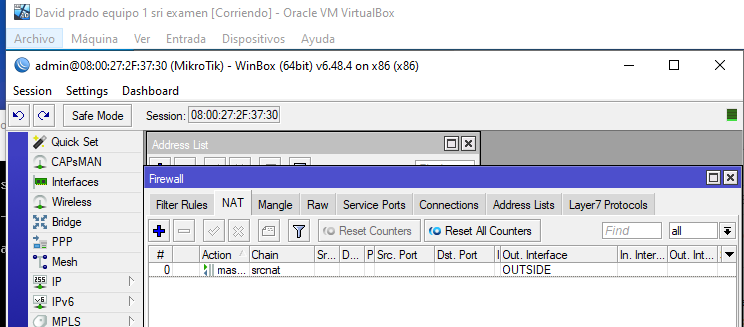 David prado equipo 1 sri examen [Corriendo] - Oracle VM VirtualBox
Archivo Máquina Ver Entrada Dispositivos Ayuda
admin@08:00:27:2F:37:30 (MikroTik) - WinBox (64bit) v6.48.4 on x86 (x86)
Session Settings Dashboard
Safe Mode Session: 08:00:27:2F:37:30
Quick Set
CAPsMAN
Interfaces
Wireless
Bridge
PPP
Mesh
IP
IPv6
MPLS
Address List
Firewall
Filter Rules NAT Mangle Raw Service Ports Connections Address Lists Layer7 Protocols
Reset Counters Reset All Counters Find all
# Action Chain Sr... D... P Src. Port Dst. Port Out. Interface In. Inter... Out. Int...
0 mas... srcnat OUTSIDE